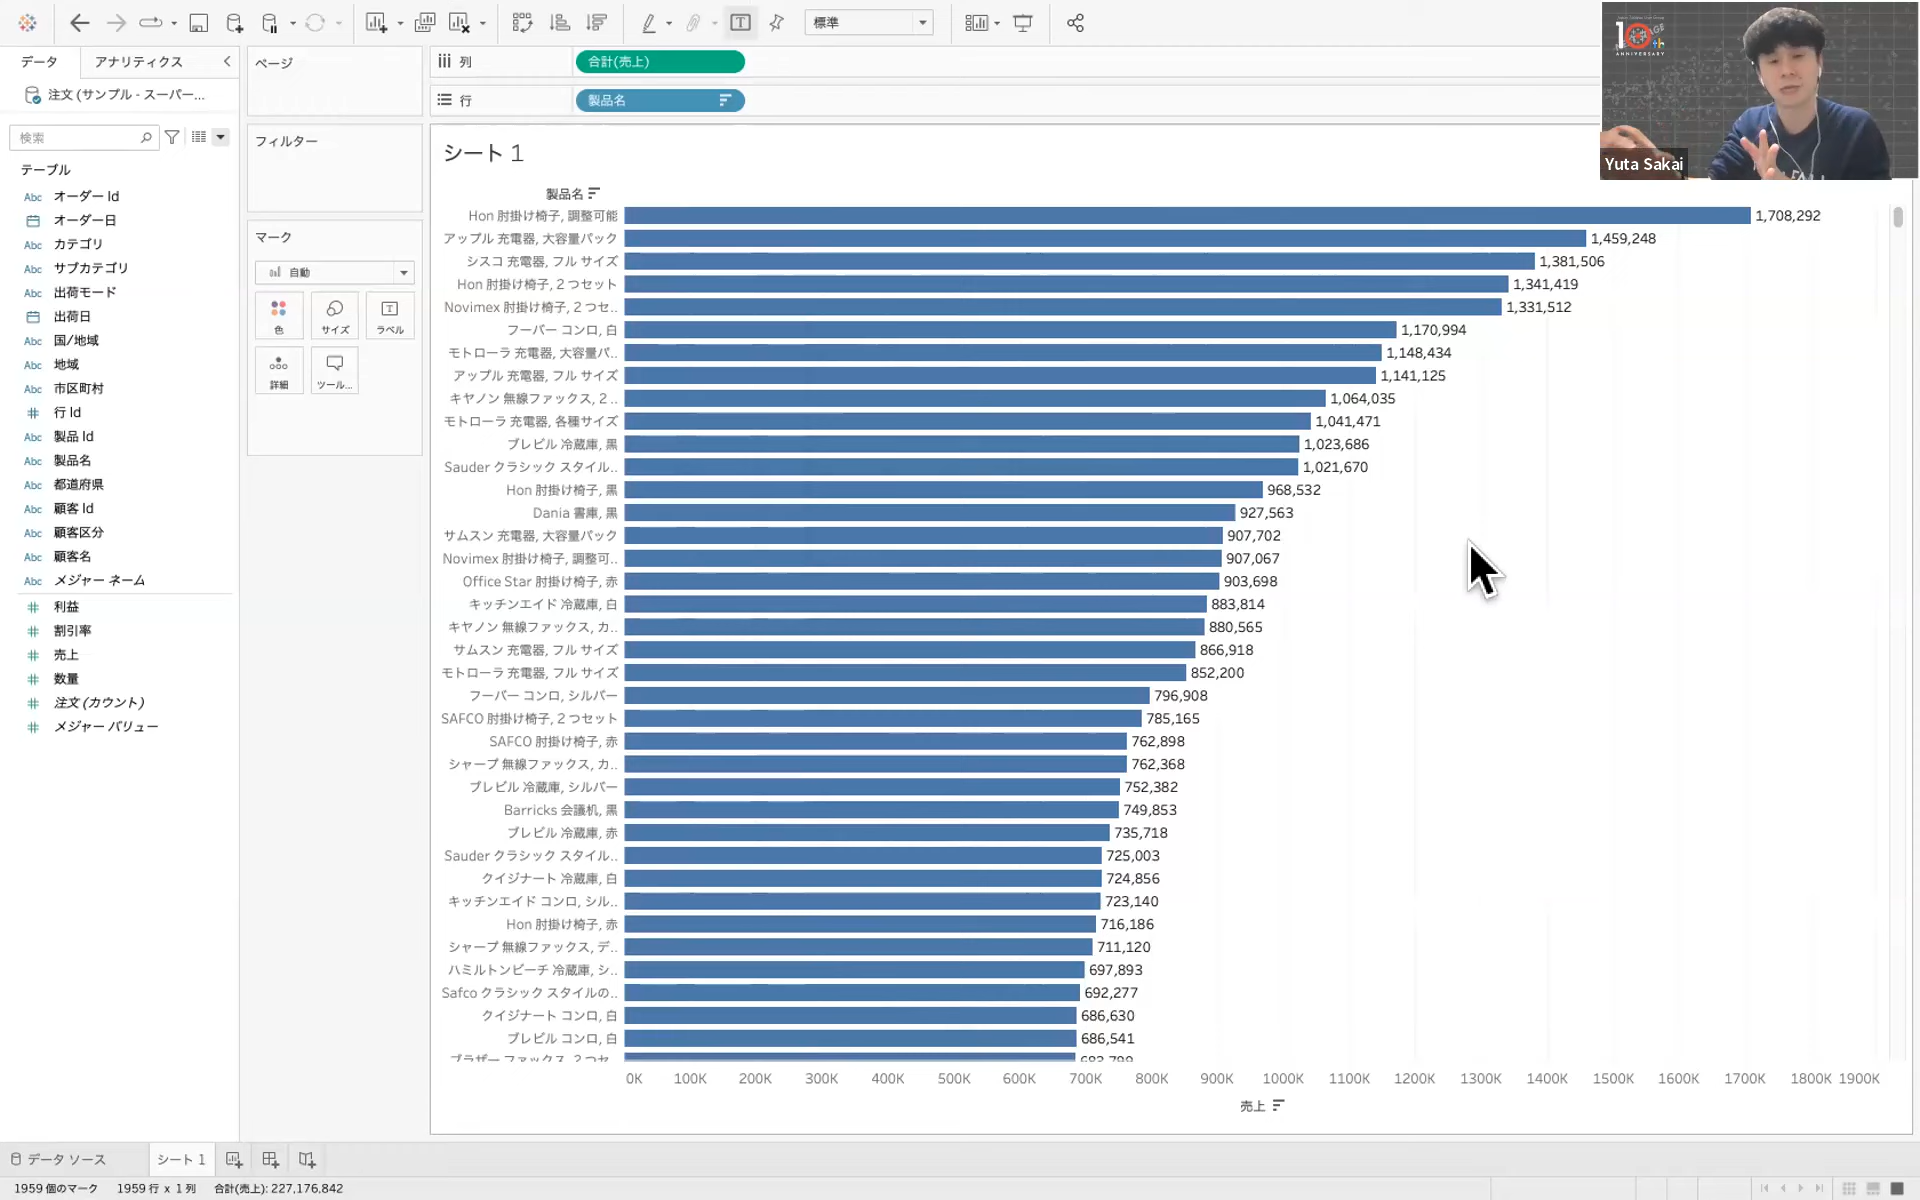 標準
データ
アナリティクス
注文 (サンプル - スーパー...
検索
テーブル
Abc オーダー Id
オーダー日
Abc カテゴリ
Abc サブカテゴリ
Abc 出荷モード
出荷日
Abc 国/地域
Abc 地域
Abc 市区町村
# 行 Id
Abc 製品 Id
Abc 製品名
Abc 都道府県
Abc 顧客 Id
Abc 顧客区分
Abc 顧客名
Abc メジャー ネーム
# 利益
# 割引率
# 売上
# 数量
# 注文 (カウント)
# メジャー バリュー
ページ
フィルター
マーク
自動
色
サイズ
ラベル
詳細
ツール...
列
合計(売上)
行
製品名
シート 1
製品名
Hon 肘掛け椅子, 調整可能 1,708,292
アップル 充電器, 大容量パック 1,459,248
シスコ 充電器, フル サイズ 1,381,506
Hon 肘掛け椅子, 2 つセット 1,341,419
Novimex 肘掛け椅子, 2 つセ.. 1,331,512
フーバー コンロ, 白 1,170,994
モトローラ 充電器, 大容量パ.. 1,148,434
アップル 充電器, フル サイズ 1,141,125
キヤノン 無線ファックス, 2 .. 1,064,035
モトローラ 充電器, 各種サイズ 1,041,471
ブレビル 冷蔵庫, 黒 1,023,686
Sauder クラシック スタイル.. 1,021,670
Hon 肘掛け椅子, 黒 968,532
Dania 書庫, 黒 927,563
サムスン 充電器, 大容量パック 907,702
Novimex 肘掛け椅子, 調整可.. 907,067
Office Star 肘掛け椅子, 赤 903,698
キッチンエイド 冷蔵庫, 白 883,814
キヤノン 無線ファックス, カ.. 880,565
サムスン 充電器, フル サイズ 866,918
モトローラ 充電器, フル サイズ 852,200
フーバー コンロ, シルバー 796,908
SAFCO 肘掛け椅子, 2 つセット 785,165
SAFCO 肘掛け椅子, 赤 762,898
シャープ 無線ファックス, カ.. 762,368
ブレビル 冷蔵庫, シルバー 752,382
Barricks 会議机, 黒 749,853
ブレビル 冷蔵庫, 赤 735,718
Sauder クラシック スタイル.. 725,003
クイジナート 冷蔵庫, 白 724,856
キッチンエイド コンロ, シル.. 723,140
Hon 肘掛け椅子, 赤 716,186
シャープ 無線ファックス, デ.. 711,120
ハミルトンビーチ 冷蔵庫, シ.. 697,893
Safco クラシック スタイルの.. 692,277
クイジナート コンロ, 白 686,630
ブレビル コンロ, 白 686,541
ブラザー ファックス, 2 つセ..
0K 100K 200K 300K 400K 500K 600K 700K 800K 900K 1000K 1100K 1200K 1300K 1400K 1500K 1600K 1700K 1800K 1900K
売上
10th
ANNIVERSARY
Yuta Sakai
データ ソース
シート 1
1959 個のマーク 1959 行 x 1 列 合計(売上): 227,176,842